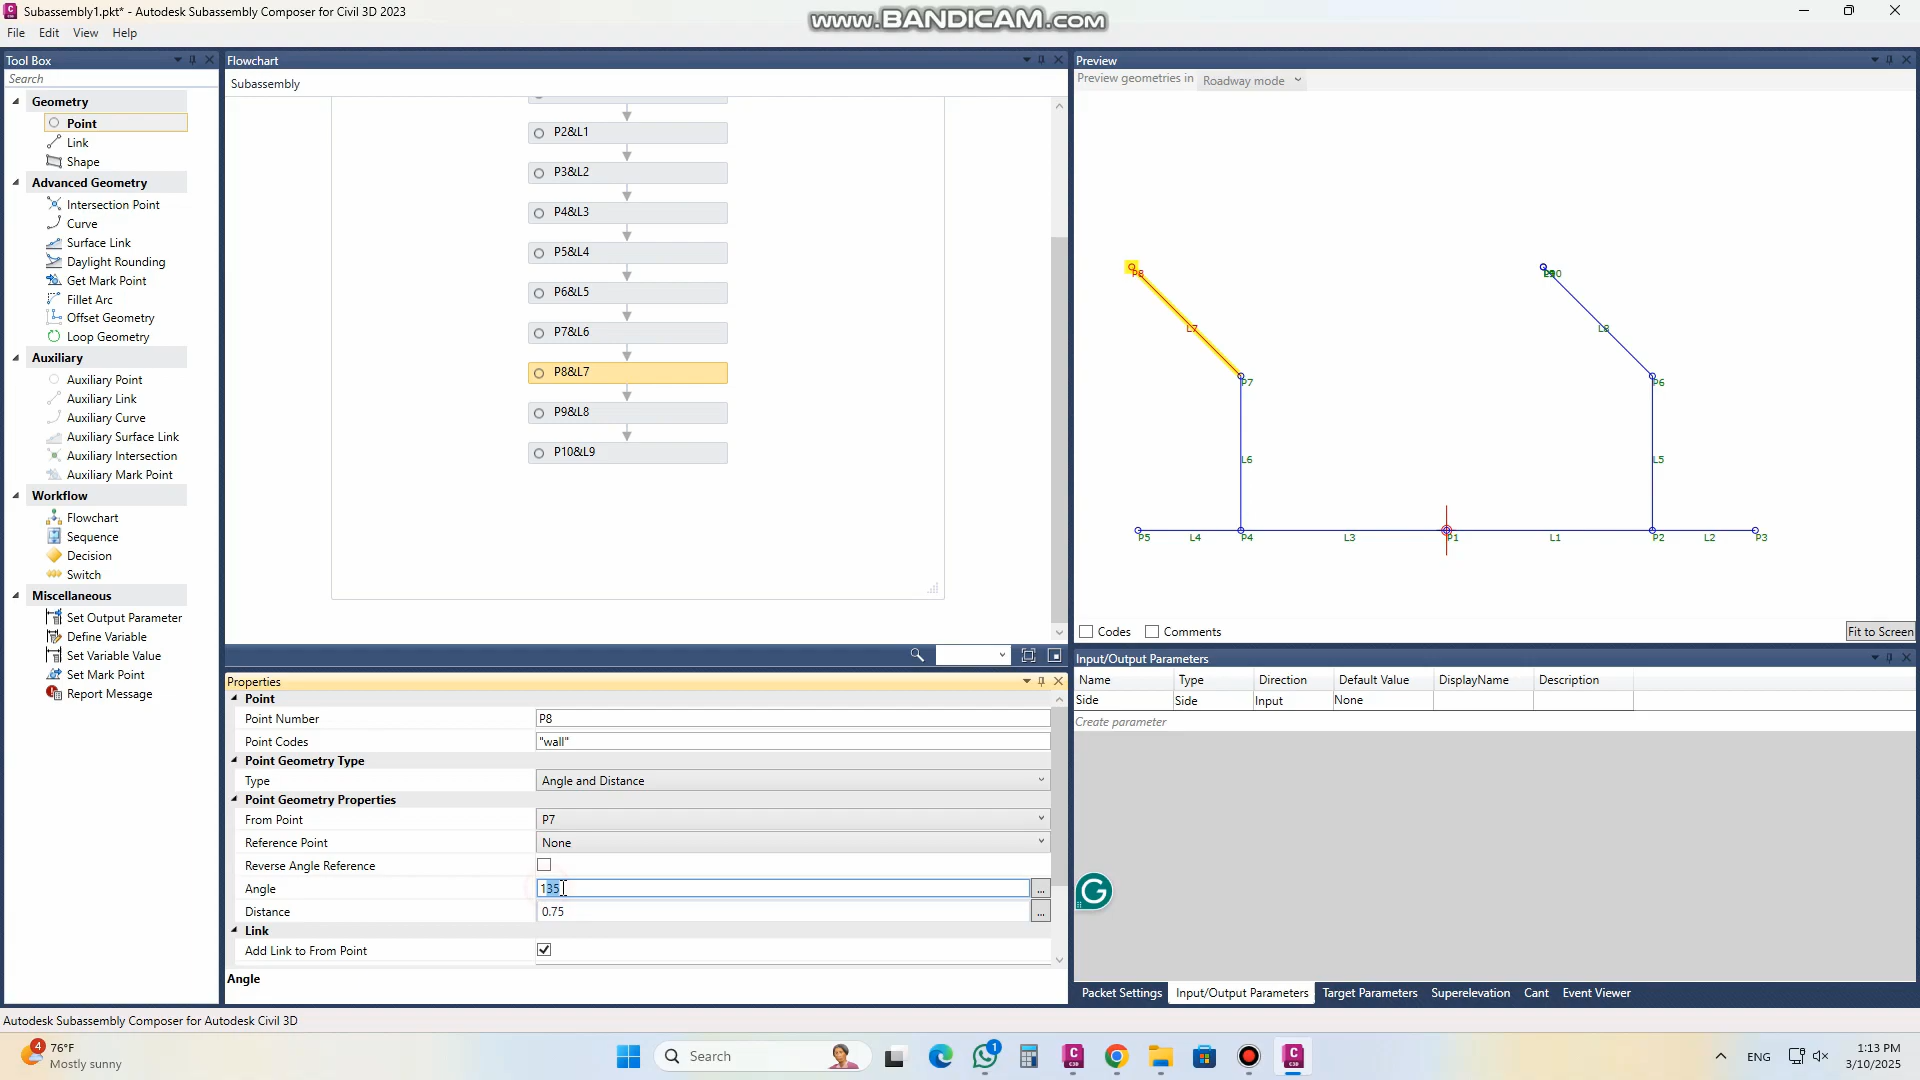 Subassembly1.pkt* - Autodesk Subassembly Composer for Civil 3D 2023
www.BANDICAM.com
File Edit View Help
Tool Box
Search
Geometry
Point
Link
Shape
Advanced Geometry
Intersection Point
Curve
Surface Link
Daylight Rounding
Get Mark Point
Fillet Arc
Offset Geometry
Loop Geometry
Auxiliary
Auxiliary Point
Auxiliary Link
Auxiliary Curve
Auxiliary Surface Link
Auxiliary Intersection
Auxiliary Mark Point
Workflow
Flowchart
Sequence
Decision
Switch
Miscellaneous
Set Output Parameter
Define Variable
Set Variable Value
Set Mark Point
Report Message
Flowchart
Subassembly
P2&L1
P3&L2
P4&L3
P5&L4
P6&L5
P7&L6
P8&L7
P9&L8
P10&L9
Properties
Point
Point Number P8
Point Codes "wall"
Point Geometry Type
Type Angle and Distance
Point Geometry Properties
From Point P7
Reference Point None
Reverse Angle Reference
Angle 135 ...
Distance 0.75 ...
Link
Add Link to From Point
Angle
Preview
Preview geometries in Roadway mode
P8
L7 L8
P7 P6
L6 L5
P5 L4 P4 L3 P1 L1 P2 L2 P3
Codes Comments Fit to Screen
Input/Output Parameters
Name Type Direction Default Value DisplayName Description
Side Side Input None
Create parameter
G
Packet Settings Input/Output Parameters Target Parameters Superelevation Cant Event Viewer
Autodesk Subassembly Composer for Autodesk Civil 3D
4 76°F
Mostly sunny
Search
1
ENG
1:13 PM
3/10/2025